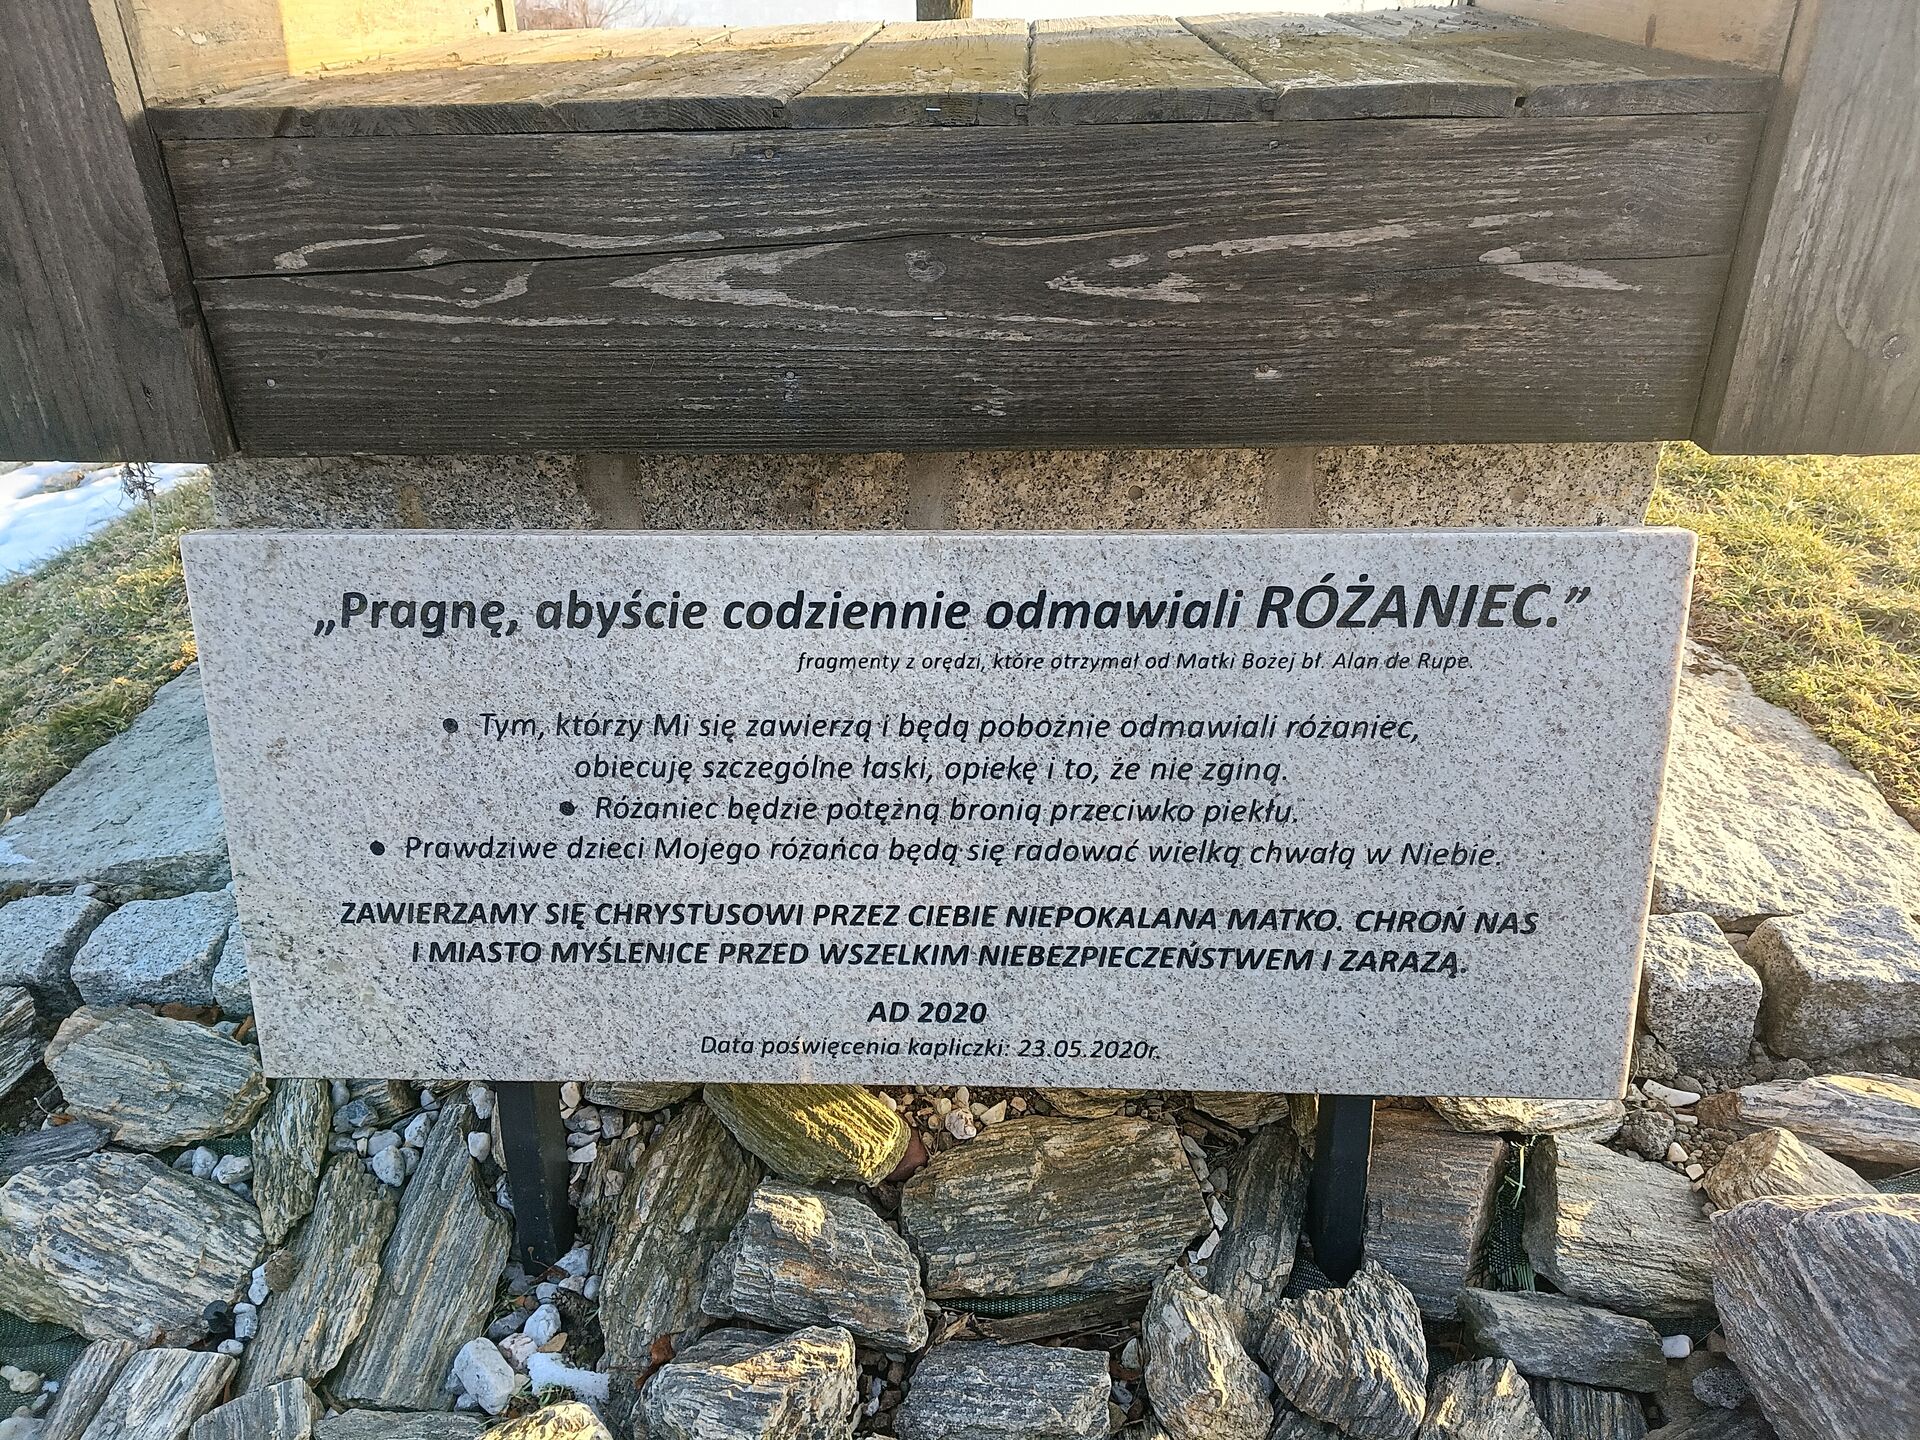 „Pragnę, abyście codziennie odmawiali RÓŻANIEC.”
fragmenty z orędzi, które otrzymał od Matki Bożej bł. Alan de Rupe.
● Tym, którzy Mi się zawierzą i będą pobożnie odmawiali różaniec,
obiecuję szczególne łaski, opiekę i to, że nie zginą.
● Różaniec będzie potężną bronią przeciwko piekłu.
● Prawdziwe dzieci Mojego różańca będą się radować wielką chwałą w Niebie.
ZAWIERZAMY SIĘ CHRYSTUSOWI PRZEZ CIEBIE NIEPOKALANA MATKO. CHROŃ NAS
I MIASTO MYŚLENICE PRZED WSZELKIM NIEBEZPIECZEŃSTWEM I ZARAZĄ.
AD 2020
Data poświęcenia kapliczki: 23.05.2020r.